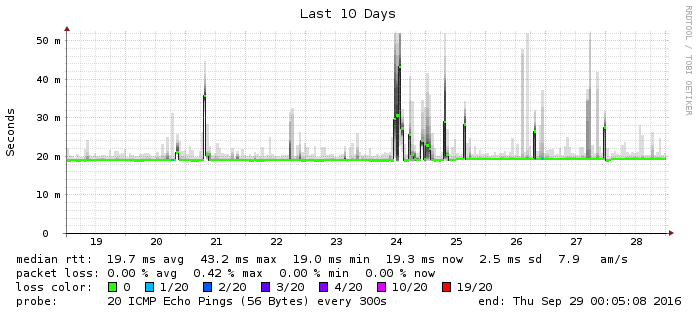 Last 10 Days
RRDTOOL / TOBI OETIKER
Seconds
50 m
40 m
30 m
20 m
10 m
0
19 20 21 22 23 24 25 26 27 28
median rtt: 19.7 ms avg 43.2 ms max 19.0 ms min 19.3 ms now 2.5 ms sd 7.9 am/s
packet loss: 0.00 % avg 0.42 % max 0.00 % min 0.00 % now
loss color: 0 1/20 2/20 3/20 4/20 10/20 19/20
probe: 20 ICMP Echo Pings (56 Bytes) every 300s end: Thu Sep 29 00:05:08 2016